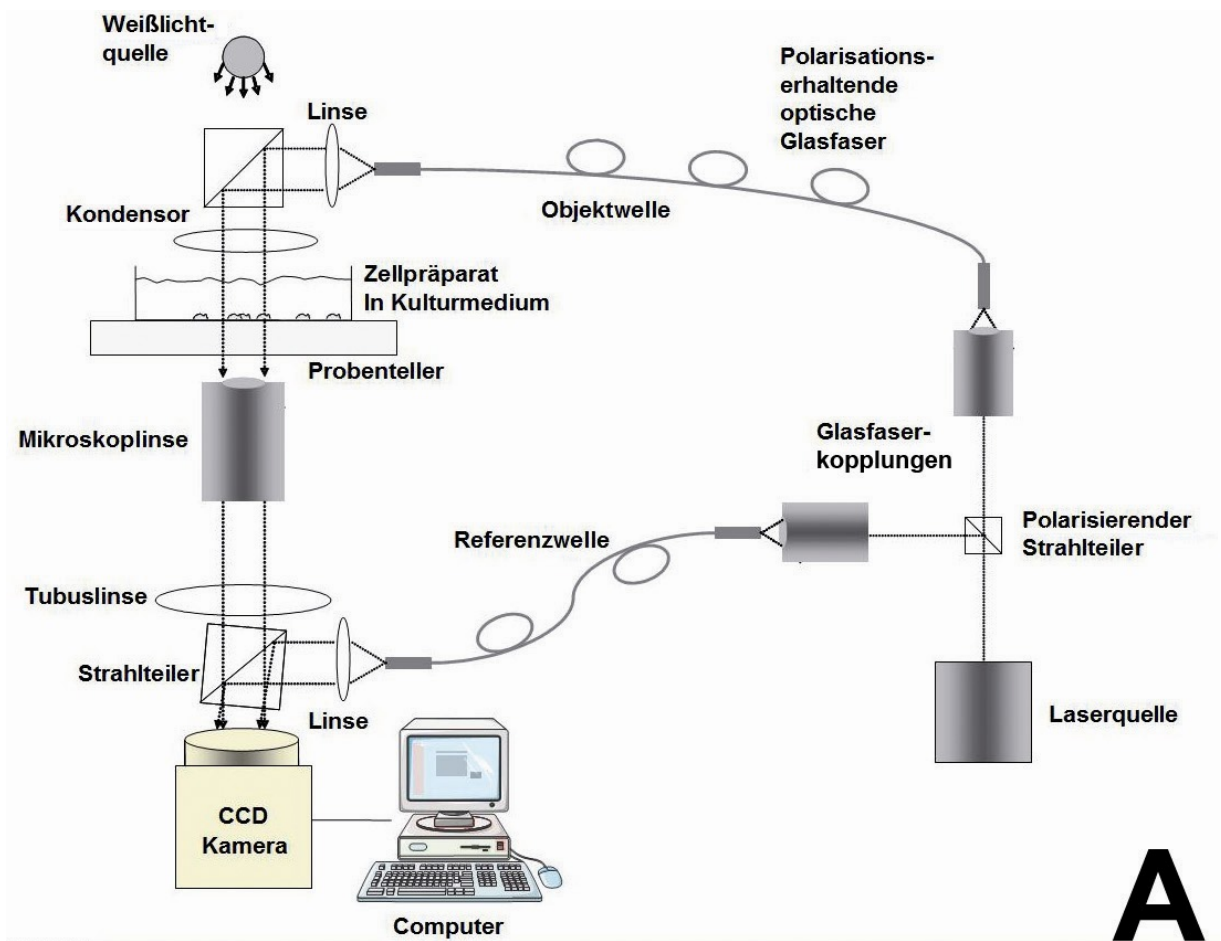 Weißlicht-
quelle
Linse
Polarisations-
erhaltende
optische
Glasfaser
Kondensor
Objektwelle
Zellpräparat
In Kulturmedium
Probenteller
Mikroskoplinse
Glasfaser-
kopplungen
Referenzwelle
Polarisierender
Strahlteiler
Tubuslinse
Strahlteiler
Linse
Laserquelle
CCD
Kamera
Computer
A